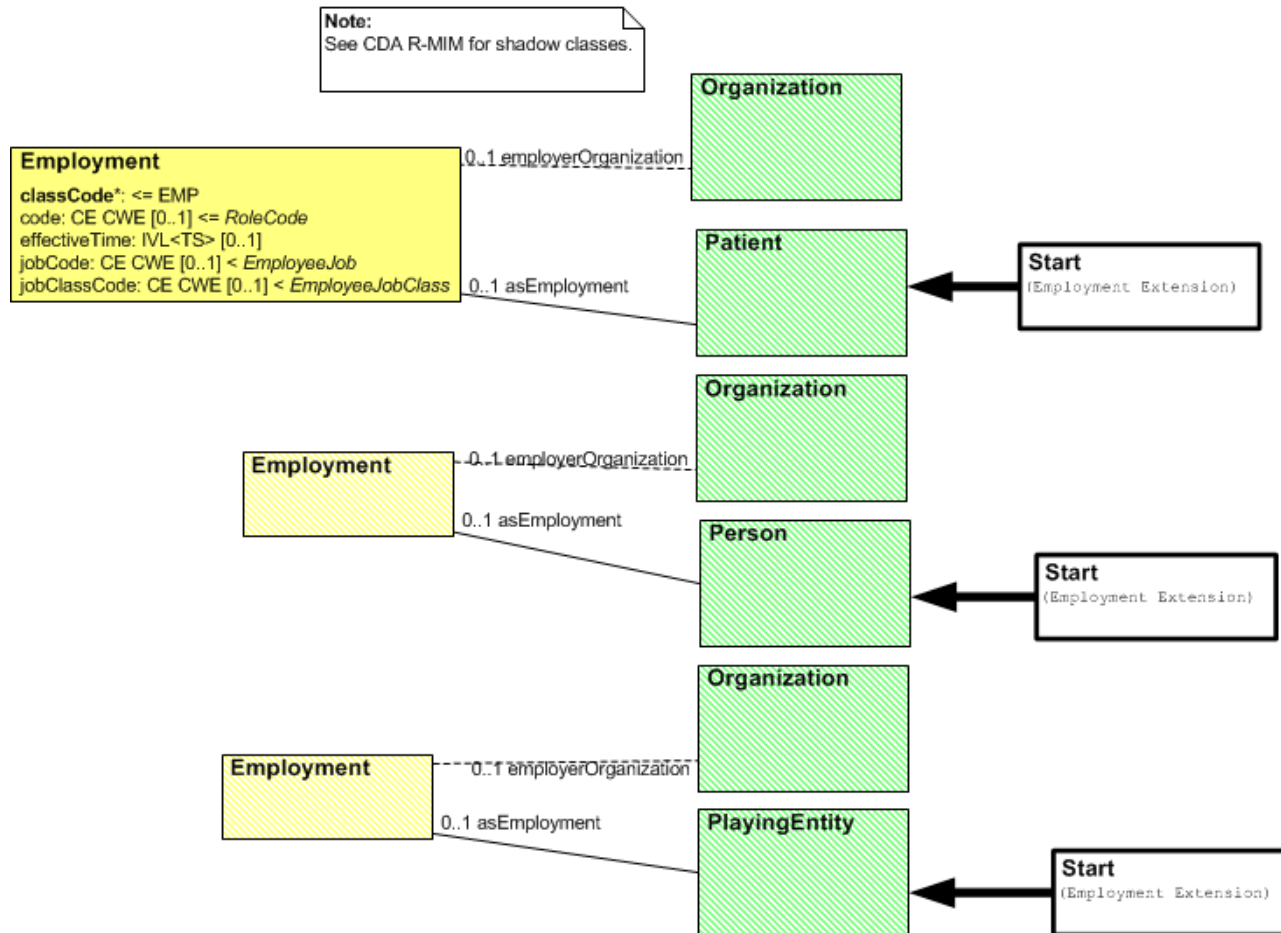 Note:
See CDA R-MIM for shadow classes.
Organization
Employment
classCode*: <= EMP
code: CE CWE [0..1] <= RoleCode
effectiveTime: IVL<TS> [0..1]
jobCode: CE CWE [0..1] < EmployeeJob
jobClassCode: CE CWE [0..1] < EmployeeJobClass
0..1 employerOrganization
Patient
0..1 asEmployment
Start
(Employment Extension)
Organization
Employment
0..1 employerOrganization
0..1 asEmployment
Person
Start
(Employment Extension)
Organization
Employment
0..1 employerOrganization
0..1 asEmployment
PlayingEntity
Start
(Employment Extension)